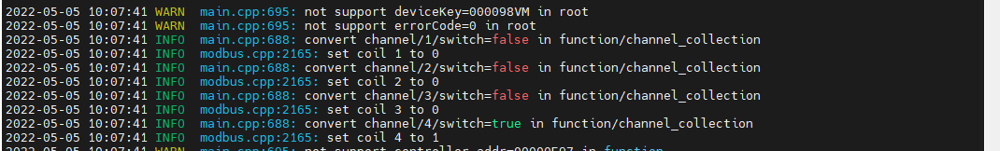 2022-05-05 10:07:41 WARN main.cpp:695: not support deviceKey=000098VM in root
2022-05-05 10:07:41 WARN main.cpp:695: not support errorCode=0 in root
2022-05-05 10:07:41 INFO main.cpp:688: convert channel/1/switch=false in function/channel_collection
2022-05-05 10:07:41 INFO modbus.cpp:2165: set coil 1 to 0
2022-05-05 10:07:41 INFO main.cpp:688: convert channel/2/switch=false in function/channel_collection
2022-05-05 10:07:41 INFO modbus.cpp:2165: set coil 2 to 0
2022-05-05 10:07:41 INFO main.cpp:688: convert channel/3/switch=false in function/channel_collection
2022-05-05 10:07:41 INFO modbus.cpp:2165: set coil 3 to 0
2022-05-05 10:07:41 INFO main.cpp:688: convert channel/4/switch=true in function/channel_collection
2022-05-05 10:07:41 INFO modbus.cpp:2165: set coil 4 to 1
2022-05-05 10:07:41 WARN main.cpp:695: not support in function